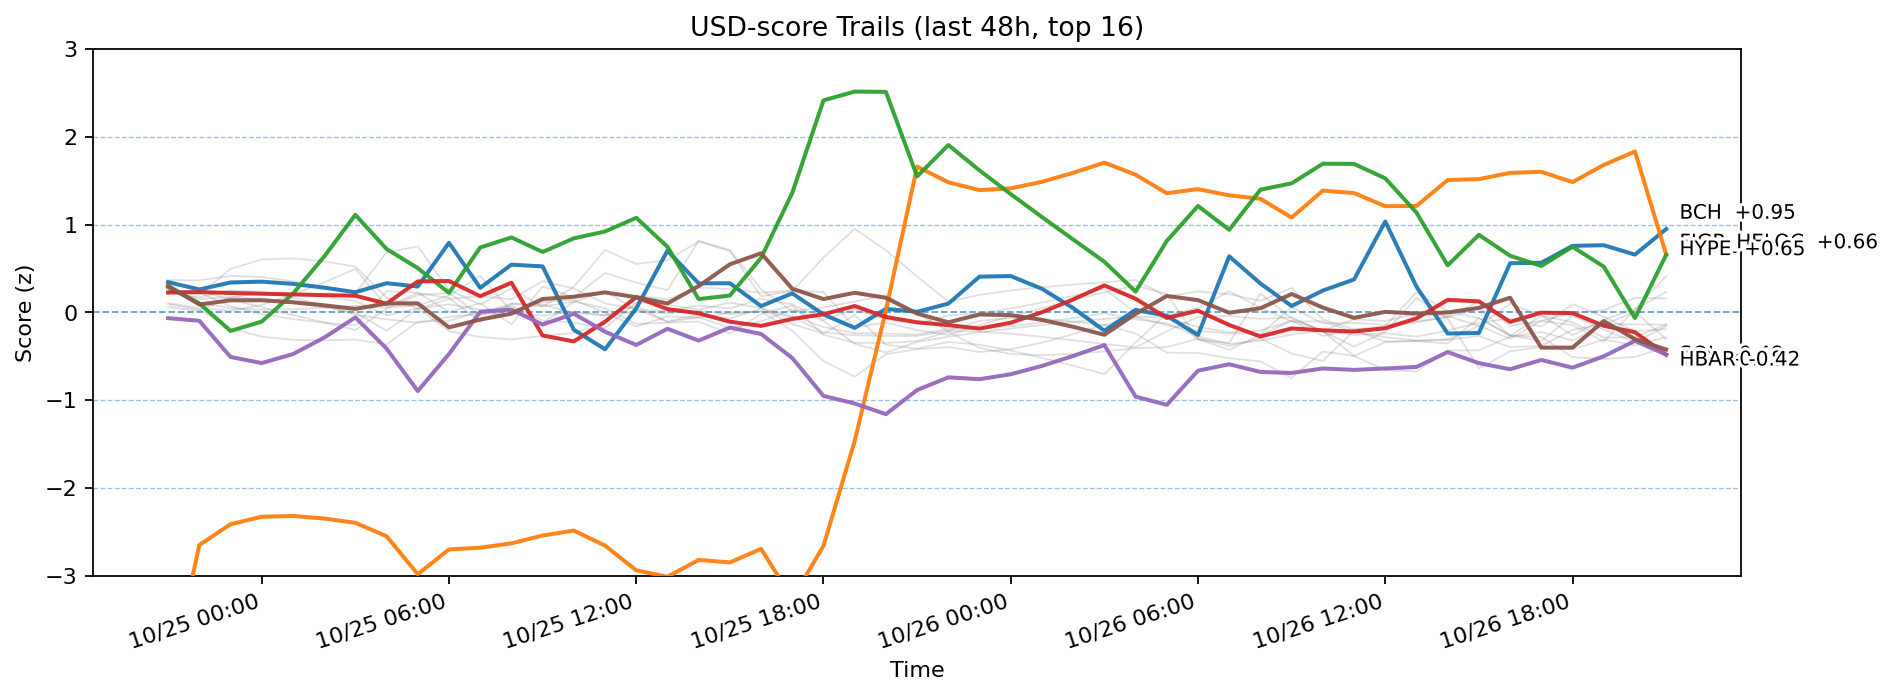 USD-score Trails (last 48h, top 16)
Score (z)
3
2
1
0
−1
−2
−3
BCH +0.95
+0.66
HYPE +0.65
HBAR
0.42
10/25 00:00
10/25 06:00
10/25 12:00
10/25 18:00
10/26 00:00
10/26 06:00
10/26 12:00
10/26 18:00
Time